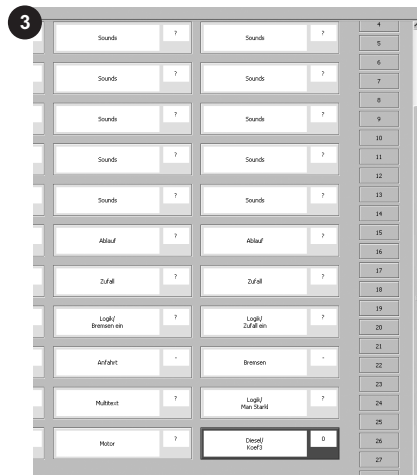 3
4
Sounds ? Sounds ?
5
6
Sounds ? Sounds ?
7
8
Sounds ? Sounds ?
9
10
Sounds ? Sounds ?
11
12
Sounds ? Sounds ?
13
14
Ablauf ? Ablauf ?
15
16
Zufall ? Zufall ?
17
18
Logik/ ? Logik/ ?
Bremsen ein Zufall ein
19
20
21
Anfahrt - Bremsen -
22
23
Multitext ? Logik/ ?
Man Starkl
24
25
Motor ? Diesel/ 0
Koef3
26
27